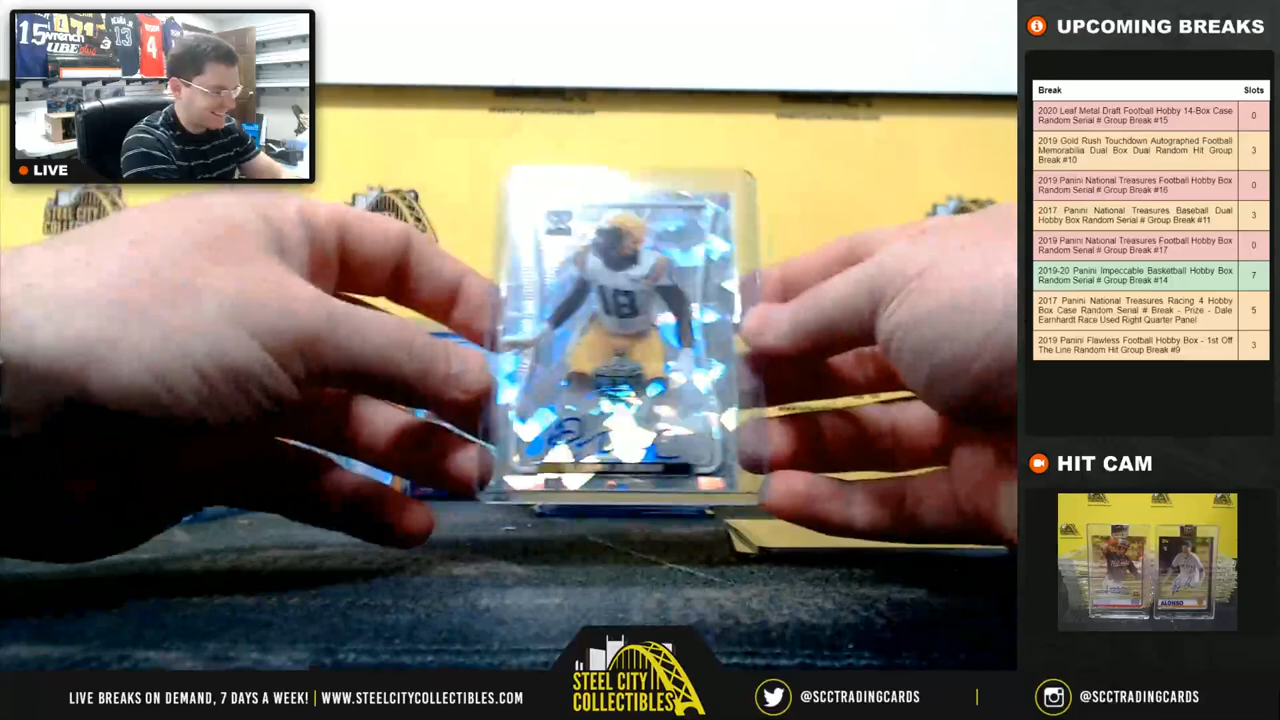 LIVE
UPCOMING BREAKS
Break Slots
2020 Leaf Metal Draft Football Hobby 14-Box Case
Random Serial # Group Break #15
0
2019 Gold Rush Touchdown Autographed Football
Memorabilia Dual Box Dual Random Hit Group
Break #10
3
2019 Panini National Treasures Football Hobby Box
Random Serial # Group Break #16
0
2017 Panini National Treasures Baseball Dual
Hobby Box Random Serial # Group Break #11
3
2019 Panini National Treasures Football Hobby Box
Random Serial # Group Break #17
0
2019-20 Panini Impeccable Basketball Hobby Box
Random Serial # Group Break #14
7
2017 Panini National Treasures Racing 4 Hobby
Box Case Random Serial # Break - Prize - Dale
Earnhardt Race Used Right Quarter Panel
5
2019 Panini Flawless Football Hobby Box - 1st Off
The Line Random Hit Group Break #9
3
HIT CAM
ALONSO
15
13
4
18
STEEL CITY
STEEL CITY
COLLECTIBLES
LIVE BREAKS ON DEMAND, 7 DAYS A WEEK! | WWW.STEELCITYCOLLECTIBLES.COM
@SCCTRADINGCARDS | @SCCTRADINGCARDS